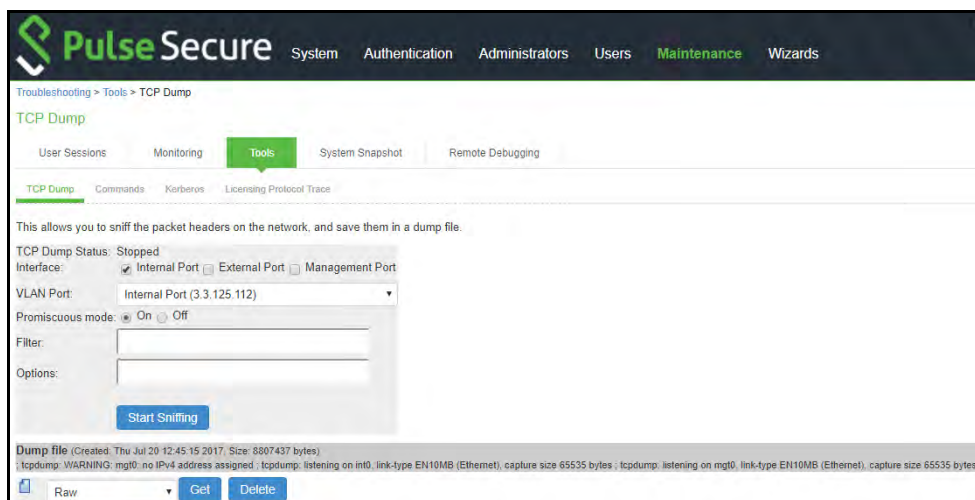 Pulse Secure System Authentication Administrators Users Maintenance Wizards
Troubleshooting > Tools > TCP Dump
TCP Dump
User Sessions Monitoring Tools System Snapshot Remote Debugging
TCP Dump Commands Kerberos Licensing Protocol Trace
This allows you to sniff the packet headers on the network, and save them in a dump file.
TCP Dump Status: Stopped
Interface: Internal Port External Port Management Port
VLAN Port: Internal Port (3.3.125.112)
Promiscuous mode: On Off
Filter:
Options:
Start Sniffing
Dump file (Created: Thu Jul 20 12:45:15 2017, Size: 8807437 bytes)
; tcpdump: WARNING: mgt0: no IPv4 address assigned ; tcpdump: listening on int0, link-type EN10MB (Ethernet), capture size 65535 bytes ; tcpdump: listening on mgt0, link-type EN10MB (Ethernet), capture size 65535 bytes
Raw Get Delete